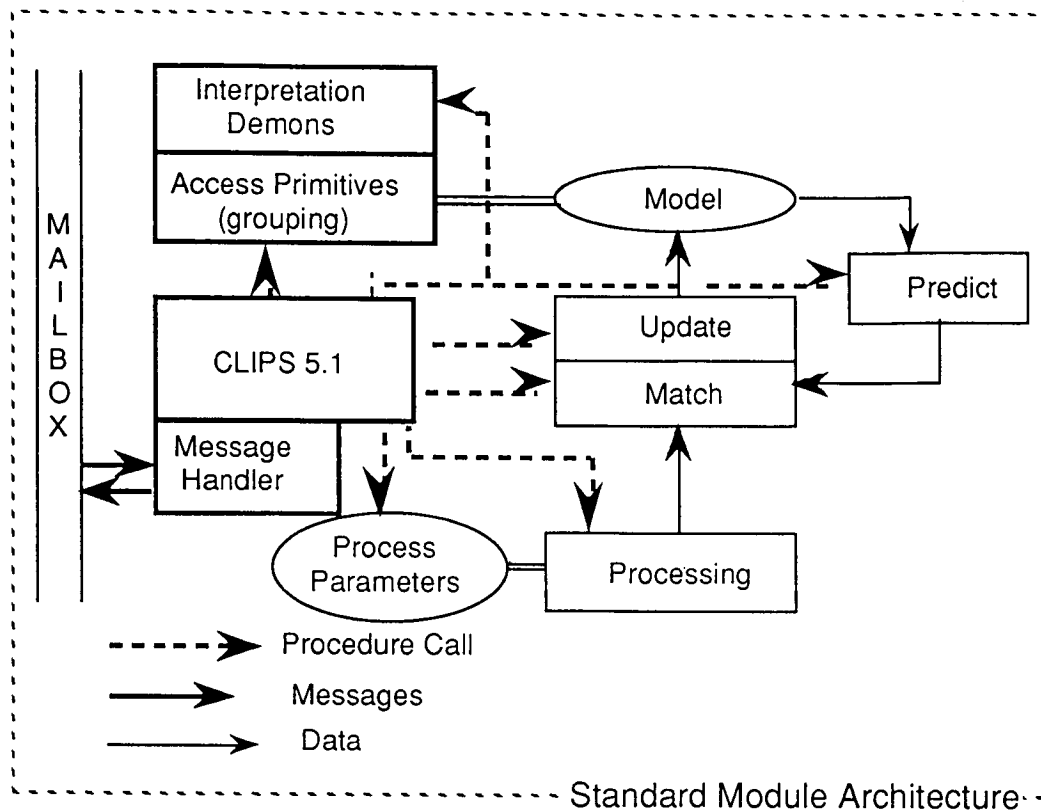 MAILBOX
Interpretation
Demons
Access Primitives
(grouping)
Model
Predict
CLIPS 5.1
Update
Match
Message
Handler
Process
Parameters
Processing
Procedure Call
Messages
Data
Standard Module Architecture